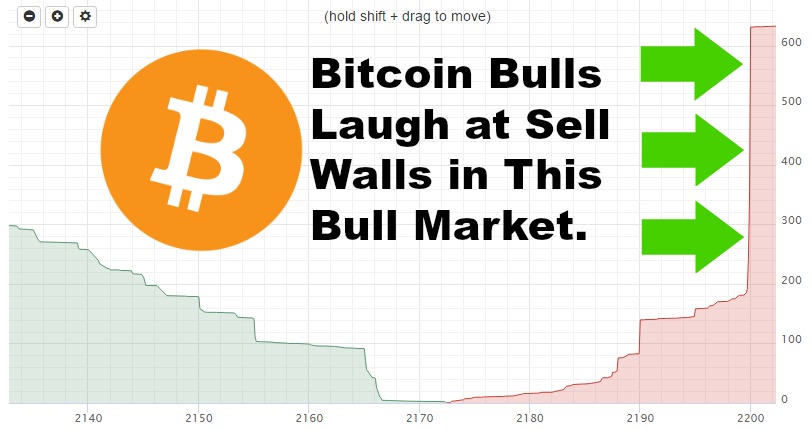 (hold shift + drag to move)
Bitcoin Bulls
Laugh at Sell
Walls in This
Bull Market.
600
500
400
300
200
100
0
2140 2150 2160 2170 2180 2190 2200